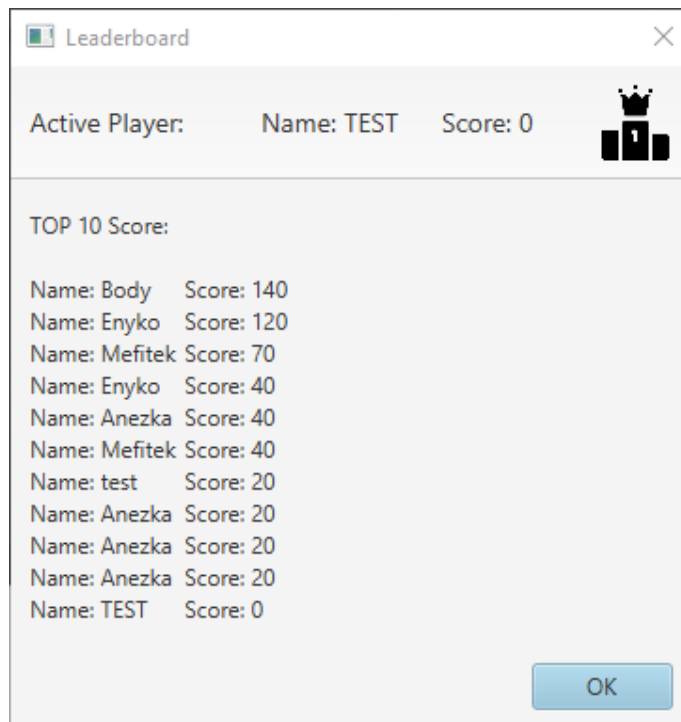 Leaderboard
Active Player: Name: TEST Score: 0
1
TOP 10 Score:
Name: Body Score: 140
Name: Enyko Score: 120
Name: Mefitek Score: 70
Name: Enyko Score: 40
Name: Anezka Score: 40
Name: Mefitek Score: 40
Name: test Score: 20
Name: Anezka Score: 20
Name: Anezka Score: 20
Name: Anezka Score: 20
Name: TEST Score: 0
OK